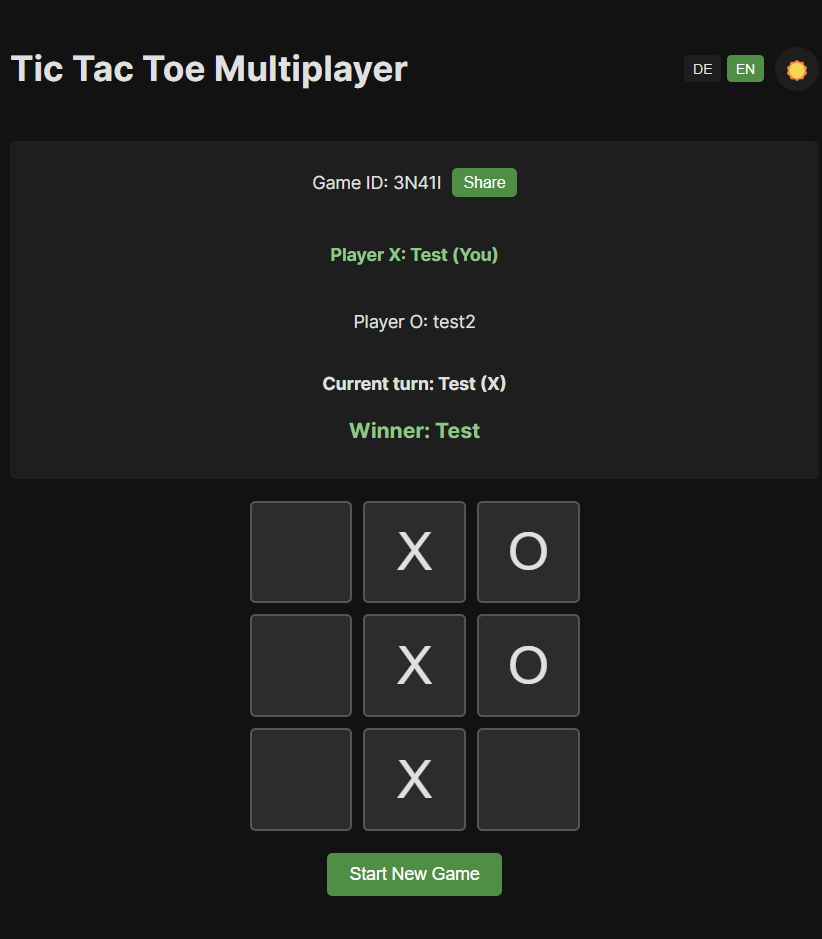 Tic Tac Toe Multiplayer
DE EN
Game ID: 3N41I Share
Player X: Test (You)
Player O: test2
Current turn: Test (X)
Winner: Test
X O
X O
X
Start New Game